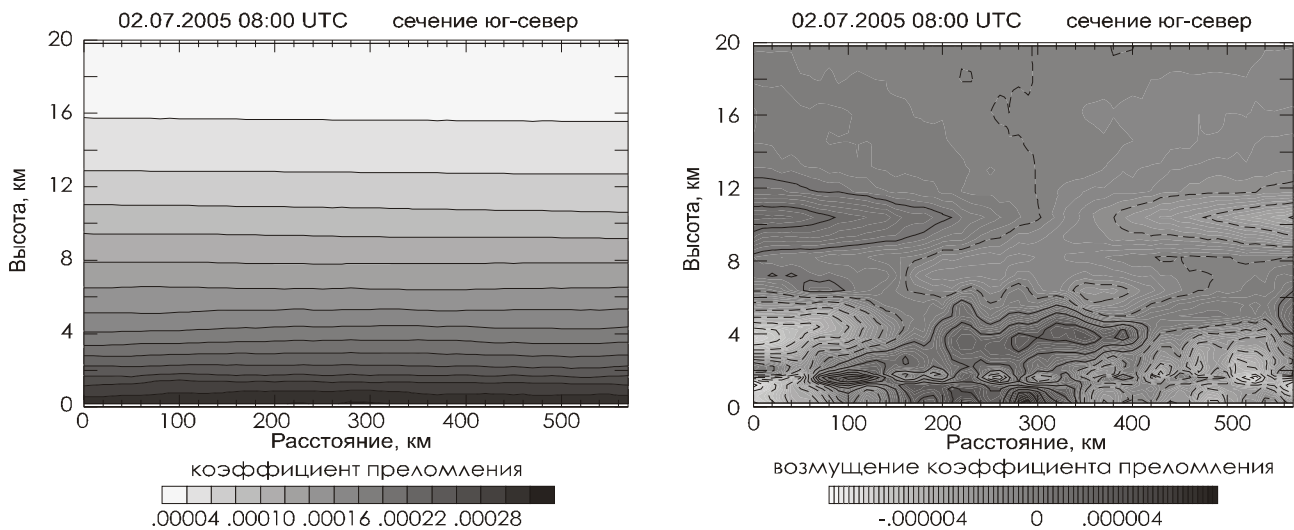 02.07.2005 08:00 UTC сечение юг-север
20
16
12
8
4
0
Высота, км
0 100 200 300 400 500
Расстояние, км
коэффициент преломления
.00004 .00010 .00016 .00022 .00028
02.07.2005 08:00 UTC сечение юг-север
20
16
12
8
4
0
Высота, км
0 100 200 300 400 500
Расстояние, км
возмущение коэффициента преломления
-.000004 0 .000004